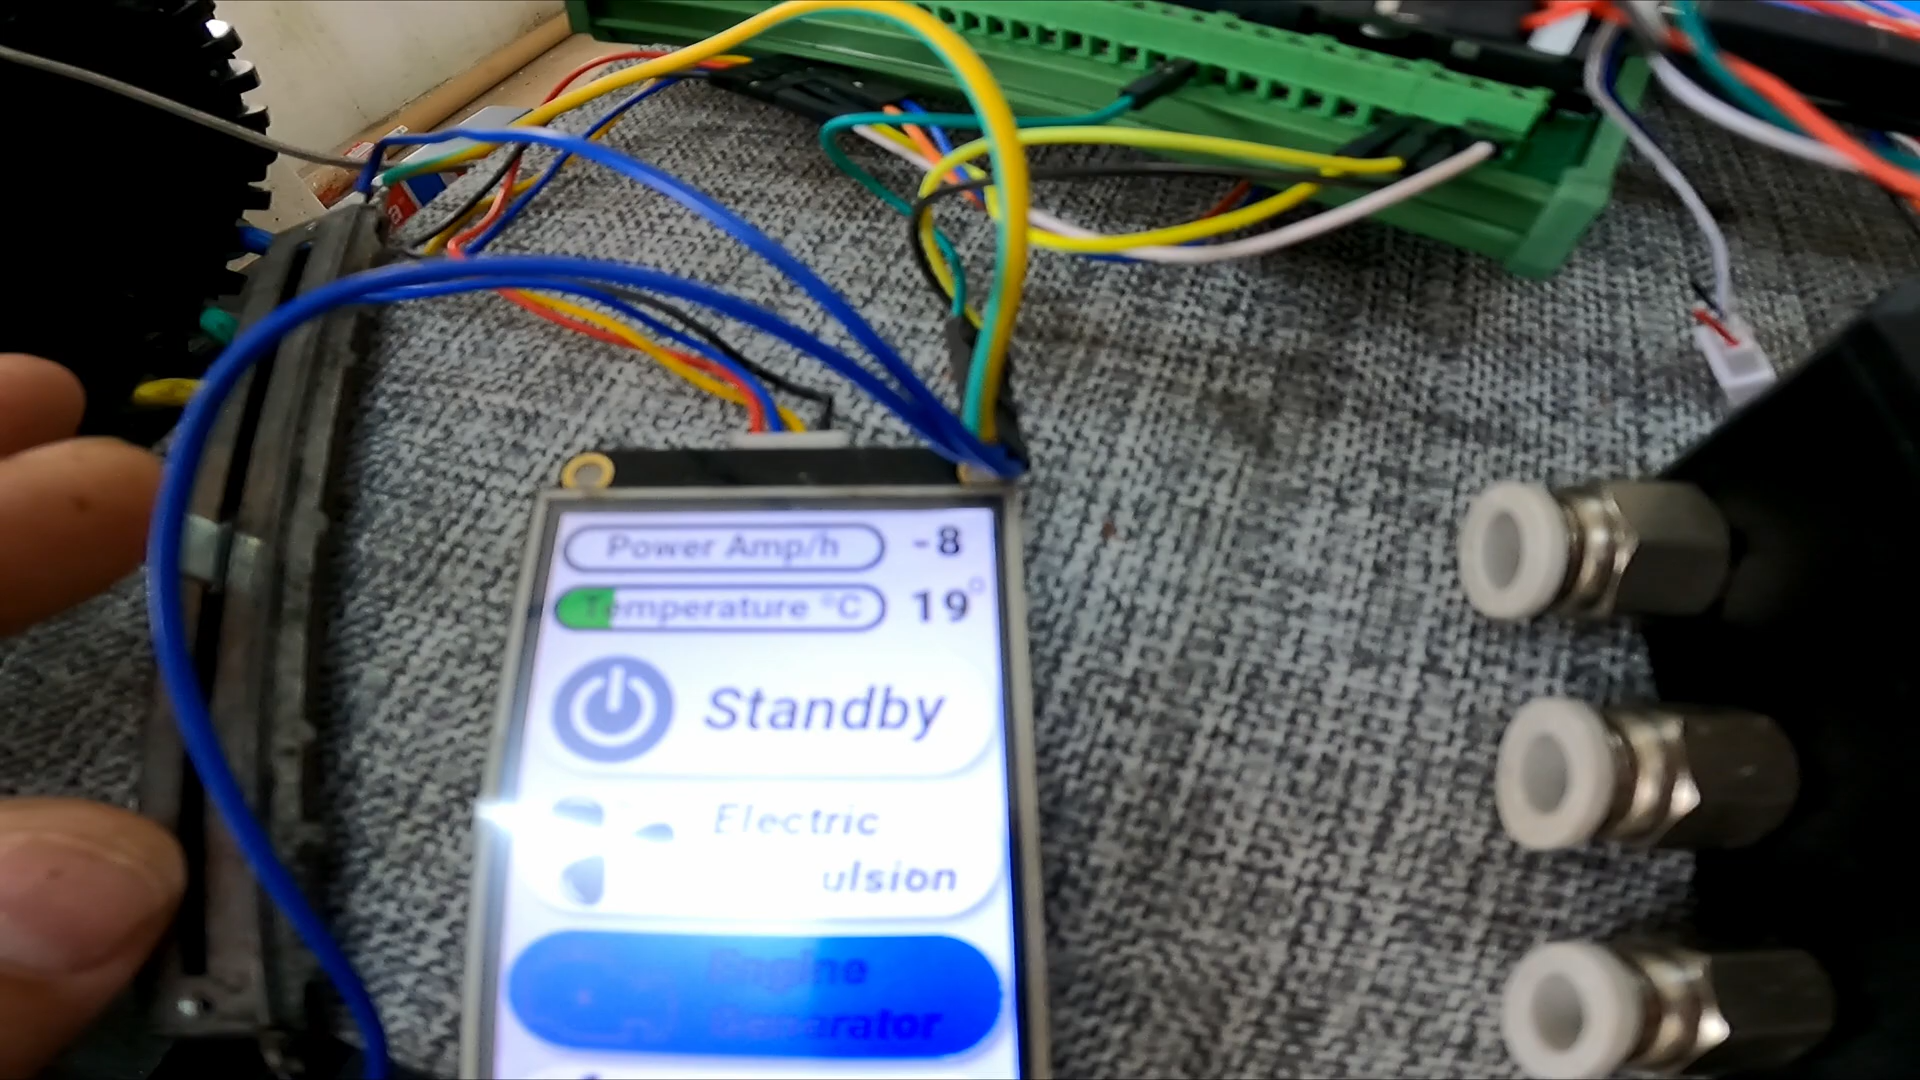 Power Amp/h -8
Temperature °C 19°
Standby
Electric
ulsion
Engine
Generator